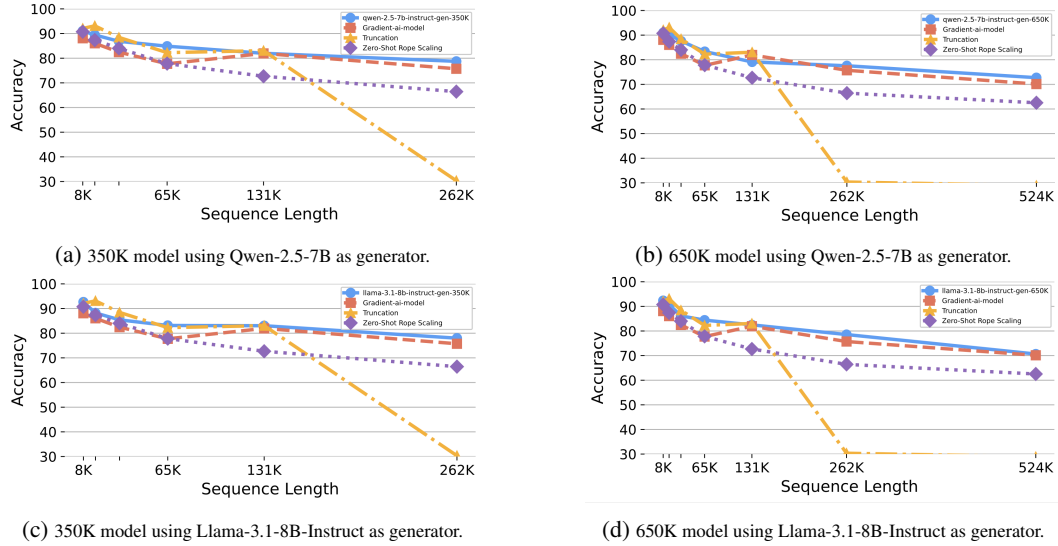 100
90
80
70
60
50
40
30
Accuracy
8K
65K
131K
262K
Sequence Length
qwen-2.5-7b-instruct-gen-350K
Gradient-ai-model
Truncation
Zero-Shot Rope Scaling
(a) 350K model using Qwen-2.5-7B as generator.
100
90
80
70
60
50
40
30
Accuracy
8K
65K
131K
262K
524K
Sequence Length
qwen-2.5-7b-instruct-gen-650K
Gradient-ai-model
Truncation
Zero-Shot Rope Scaling
(b) 650K model using Qwen-2.5-7B as generator.
100
90
80
70
60
50
40
30
Accuracy
8K
65K
131K
262K
Sequence Length
llama-3.1-8b-instruct-gen-350K
Gradient-ai-model
Truncation
Zero-Shot Rope Scaling
(c) 350K model using Llama-3.1-8B-Instruct as generator.
100
90
80
70
60
50
40
30
Accuracy
8K
65K
131K
262K
524K
Sequence Length
llama-3.1-8b-instruct-gen-650K
Gradient-ai-model
Truncation
Zero-Shot Rope Scaling
(d) 650K model using Llama-3.1-8B-Instruct as generator.